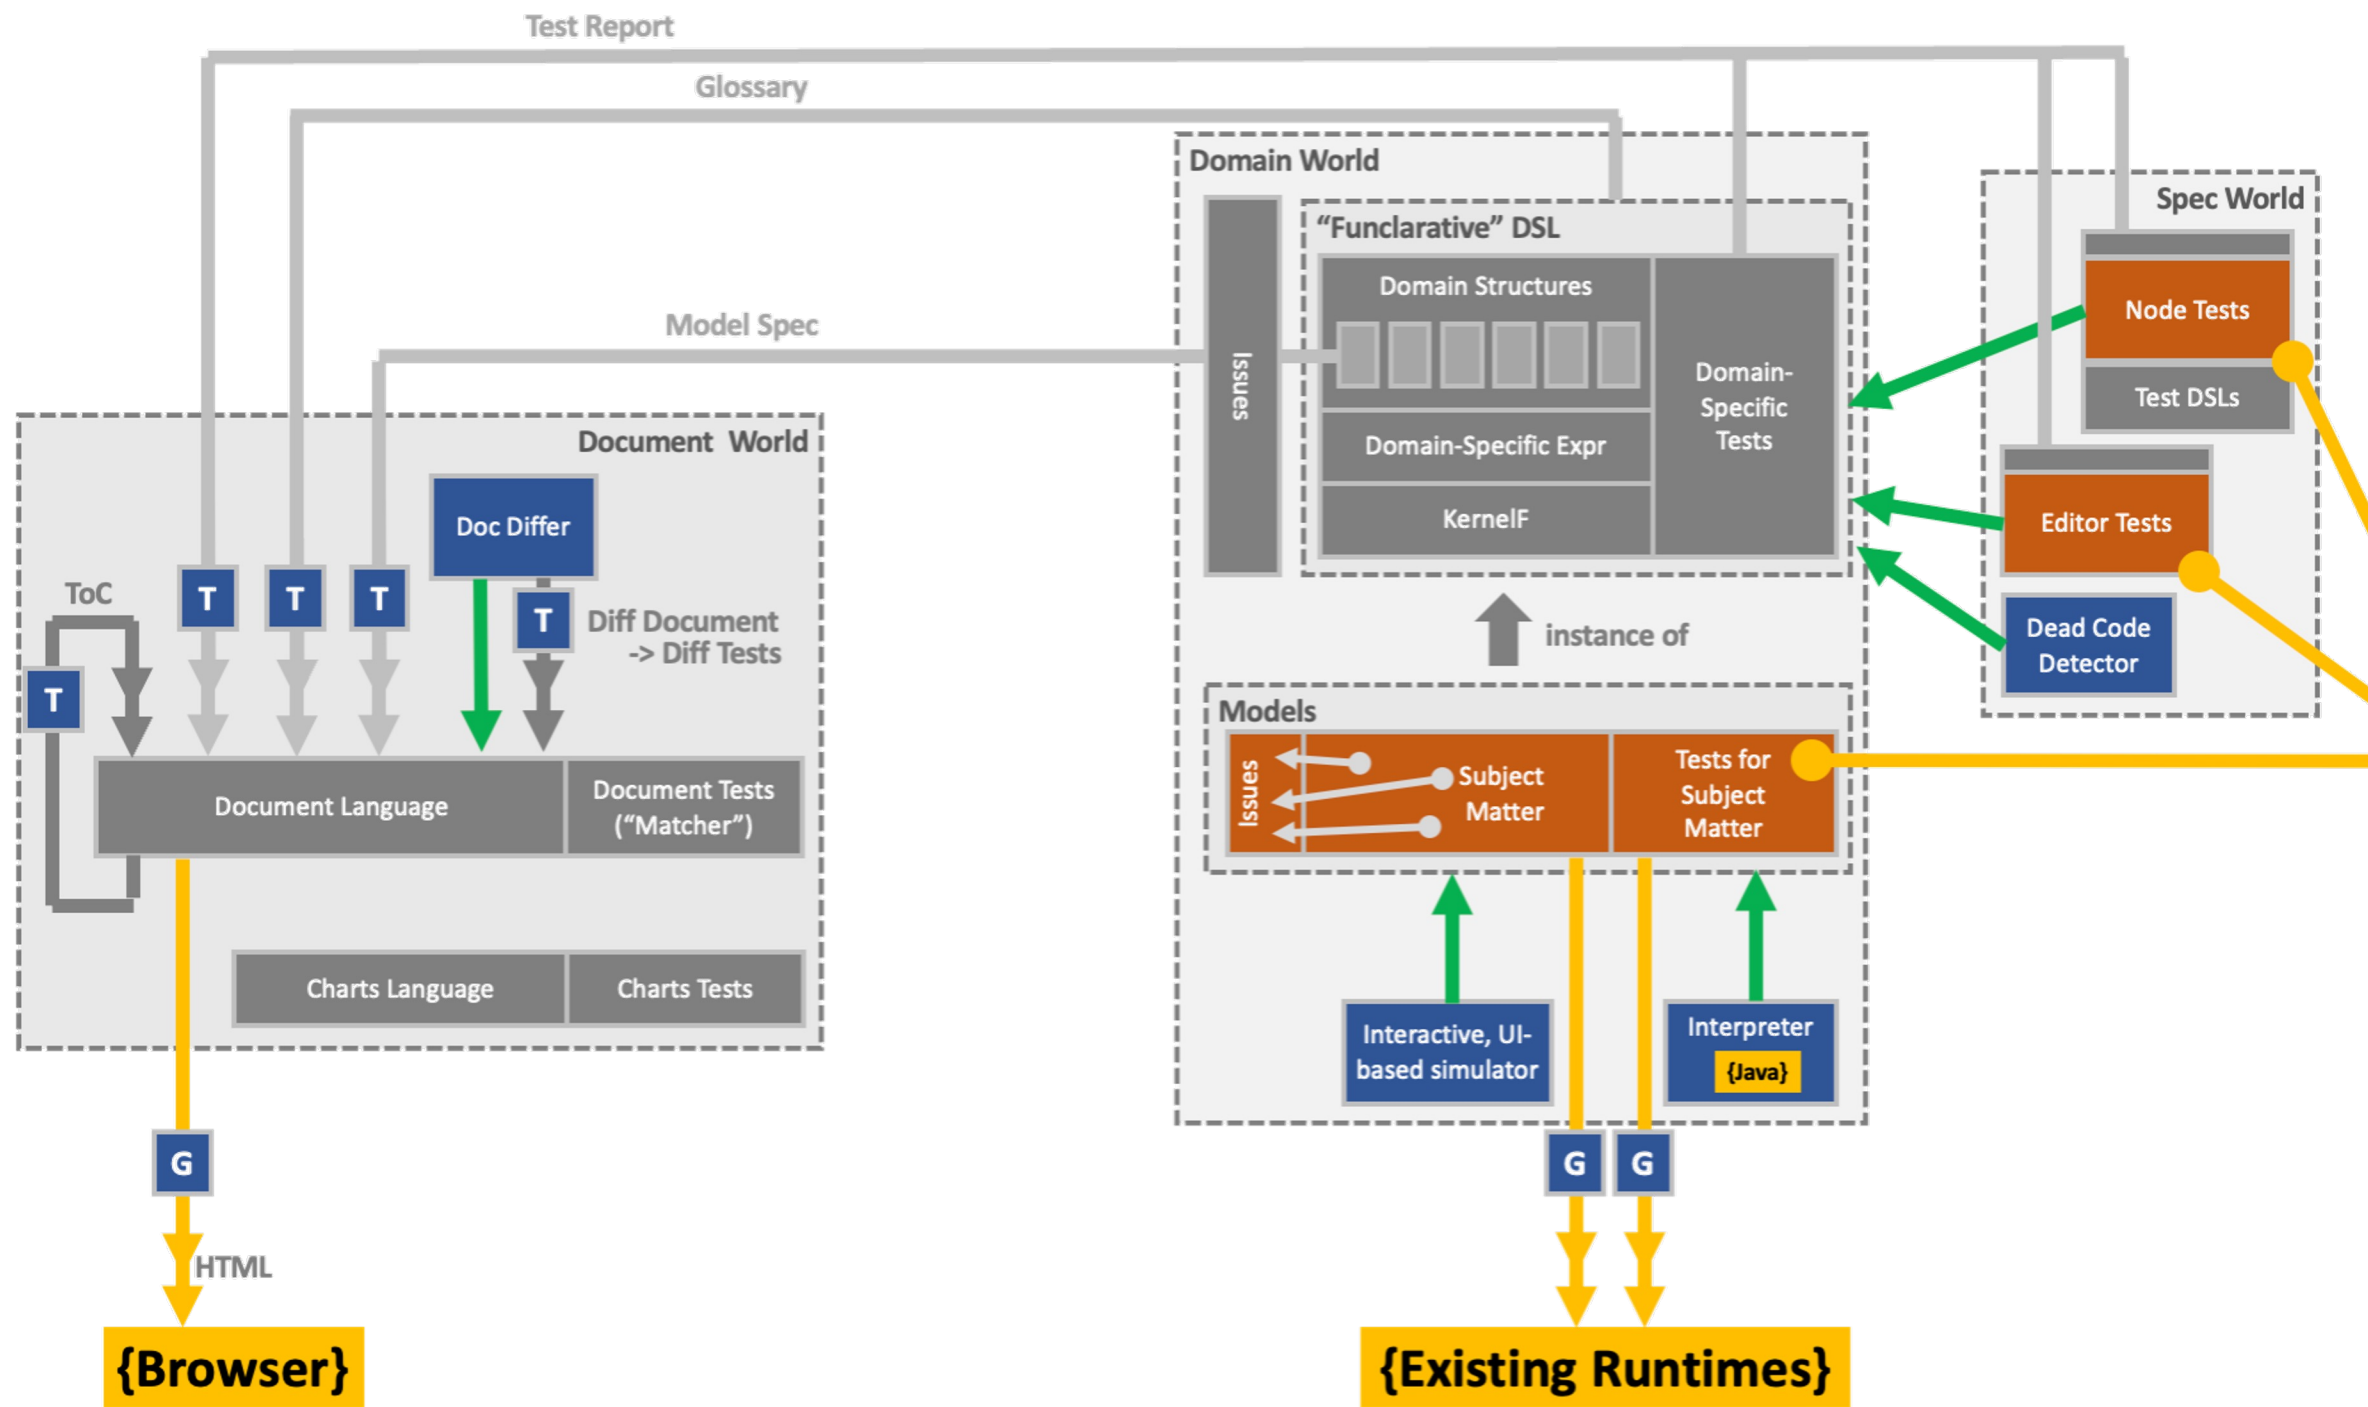 Test Report
Glossary
Domain World
Spec World
“Funclarative” DSL
Domain Structures
Node Tests
Model Spec
Issues
Domain-
Specific
Tests
Test DSLs
Document  World
Domain-Specific Expr
Doc Differ
KernelF
Editor Tests
ToC
T
T
T
T
Diff Document
-> Diff Tests
instance of
Dead Code
Detector
T
Models
Issues
Subject
Matter
Tests for
Subject
Matter
Document Language
Document Tests
(“Matcher”)
Charts Language
Charts Tests
Interactive, UI-
based simulator
Interpreter
{Java}
G
G
G
HTML
{Browser}
{Existing Runtimes}